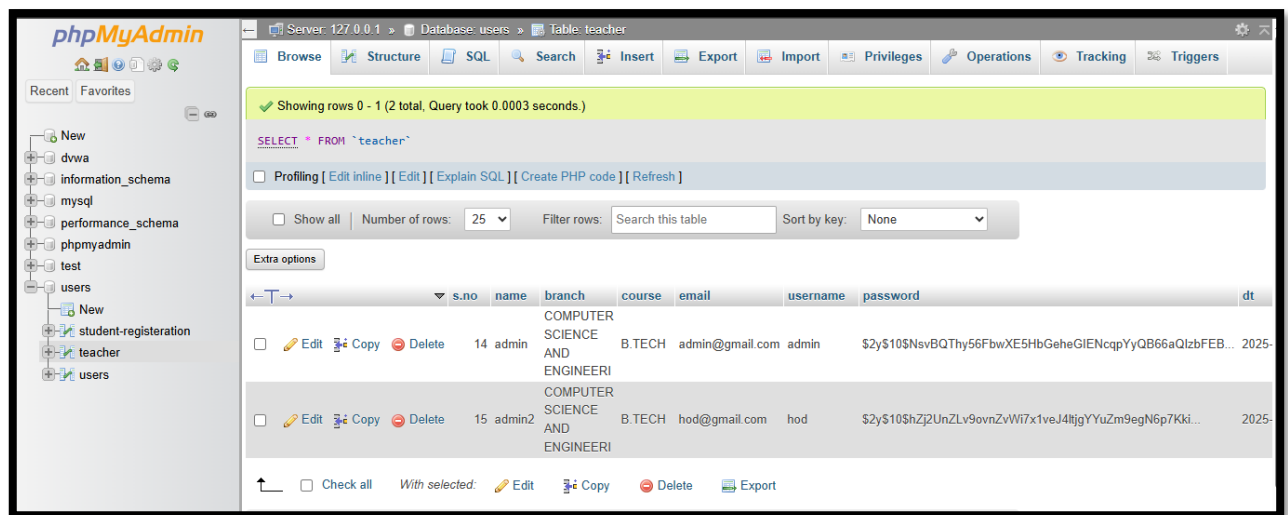 phpMyAdmin
Recent Favorites
New
dvwa
information_schema
mysql
performance_schema
phpmyadmin
test
users
New
student-registeration
teacher
users
Server: 127.0.0.1 » Database: users » Table: teacher
Browse Structure SQL Search Insert Export Import Privileges Operations Tracking Triggers
Showing rows 0 - 1 (2 total, Query took 0.0003 seconds.)
SELECT * FROM `teacher`
Profiling [ Edit inline ] [ Edit ] [ Explain SQL ] [ Create PHP code ] [ Refresh ]
Show all | Number of rows: 25 Filter rows: Search this table Sort by key: None
Extra options
←T→ s.no name branch course email username password dt
COMPUTER
SCIENCE
Edit Copy Delete 14 admin AND B.TECH admin@gmail.com admin $2y$10$NsvBQThy56FbwXE5HbGeheGIENcqpYyQB66aQIzbFEB... 2025-
ENGINEERI
COMPUTER
SCIENCE
Edit Copy Delete 15 admin2 AND B.TECH hod@gmail.com hod $2y$10$hZj2UnZLv9ovnZvWi7x1veJ4ltjgYYuZm9egN6p7Kki... 2025-
ENGINEERI
Check all With selected: Edit Copy Delete Export